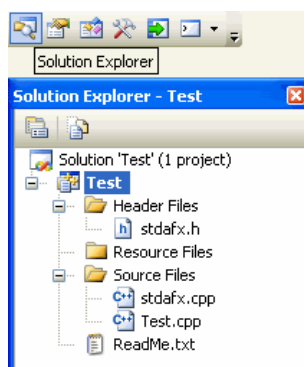 Solution Explorer
Solution Explorer - Test
Solution 'Test' (1 project)
Test
Header Files
h stdafx.h
Resource Files
Source Files
C++ stdafx.cpp
C++ Test.cpp
ReadMe.txt